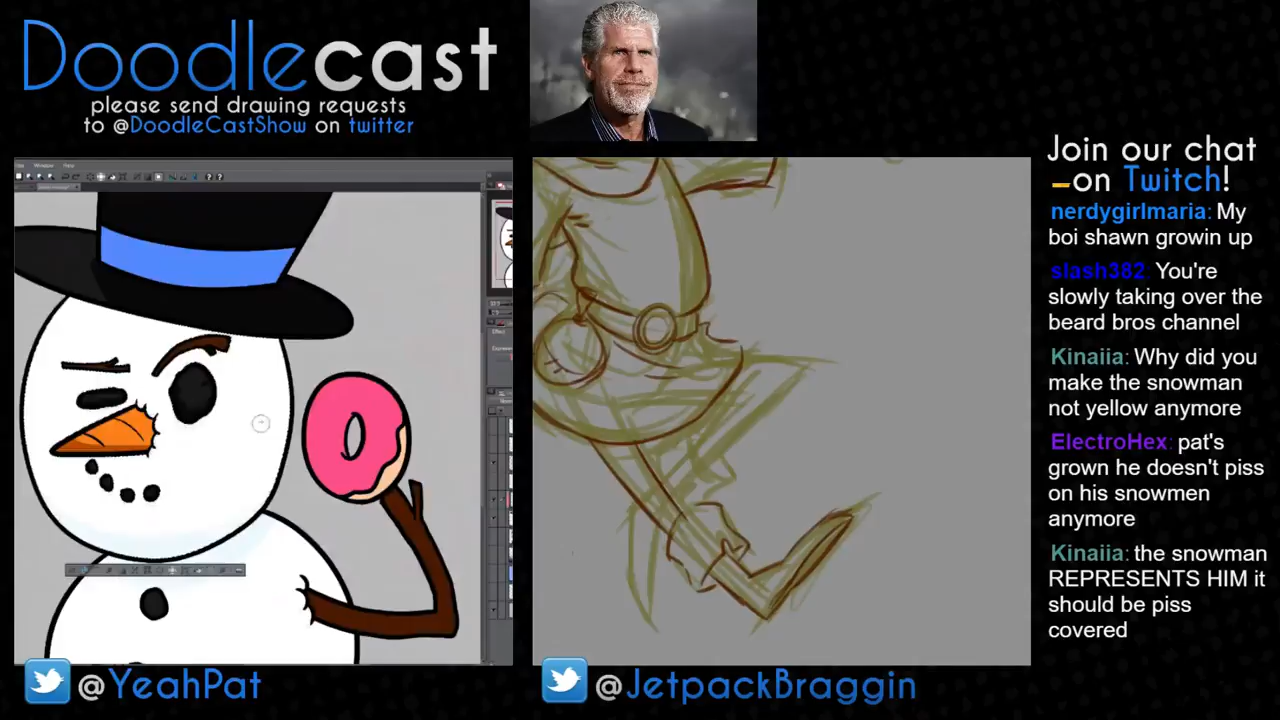 Doodlecast
please send drawing requests
to @DoodleCastShow on twitter
Window Help
Join our chat
on Twitch!
nerdygirlmaria: My
boi shawn growin up
slash382: You're
slowly taking over the
beard bros channel
Kinaiia: Why did you
make the snowman
not yellow anymore
ElectroHex: pat's
grown he doesn't piss
on his snowmen
anymore
Kinaiia: the snowman
REPRESENTS HIM it
should be piss
covered
@YeahPat
@JetpackBraggin